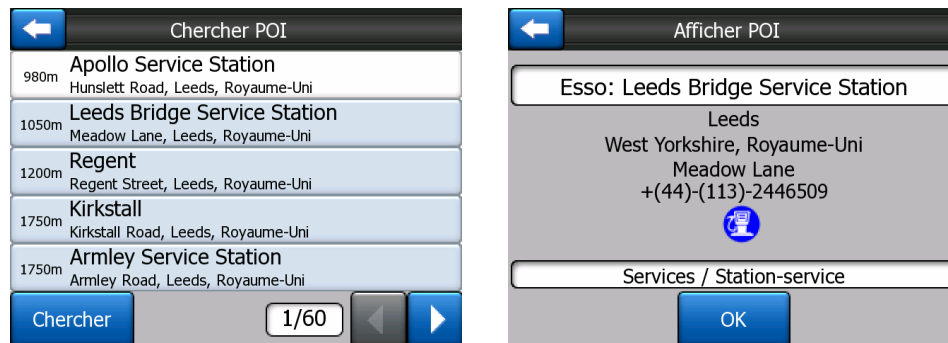 Chercher POI
980m Apollo Service Station
Hunslett Road, Leeds, Royaume-Uni
1050m Leeds Bridge Service Station
Meadow Lane, Leeds, Royaume-Uni
1200m Regent
Regent Street, Leeds, Royaume-Uni
1750m Kirkstall
Kirkstall Road, Leeds, Royaume-Uni
1750m Armley Service Station
Armley Road, Leeds, Royaume-Uni
Chercher 1/60
Afficher POI
Esso: Leeds Bridge Service Station
Leeds
West Yorkshire, Royaume-Uni
Meadow Lane
+(44)-(113)-2446509
Services / Station-service
OK